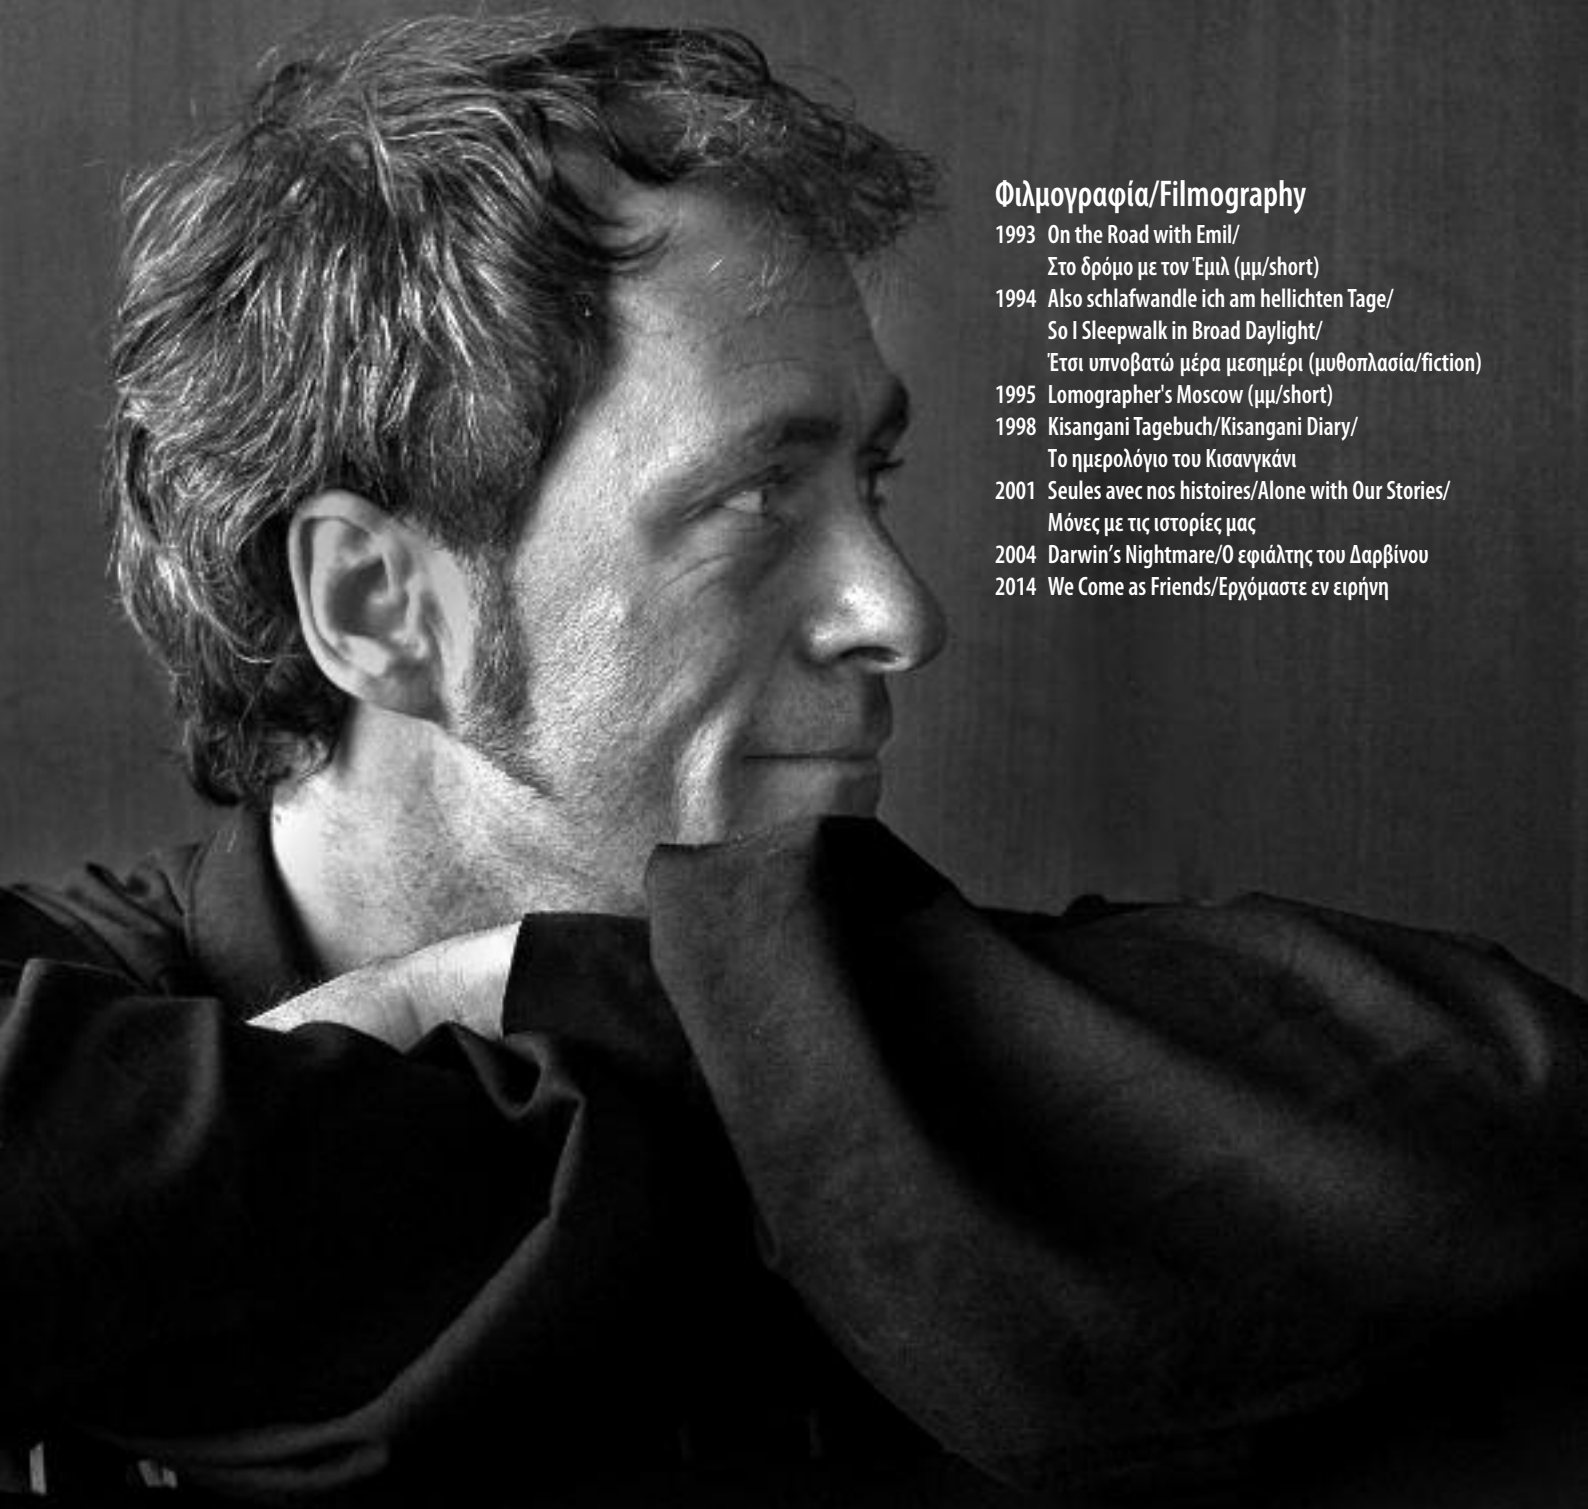 Φιλμογραφία/Filmography
1993 On the Road with Emil/
Στο δρόμο με τον Έμιλ (μμ/short)
1994 Also schlafwandle ich am hellichten Tage/
So I Sleepwalk in Broad Daylight/
Έτσι υπνοβατώ μέρα μεσημέρι (μυθοπλασία/fiction)
1995 Lomographer's Moscow (μμ/short)
1998 Kisangani Tagebuch/Kisangani Diary/
Το ημερολόγιο του Κισανγκάνι
2001 Seules avec nos histoires/Alone with Our Stories/
Μόνες με τις ιστορίες μας
2004 Darwin’s Nightmare/Ο εφιάλτης του Δαρβίνου
2014 We Come as Friends/Ερχόμαστε εν ειρήνη